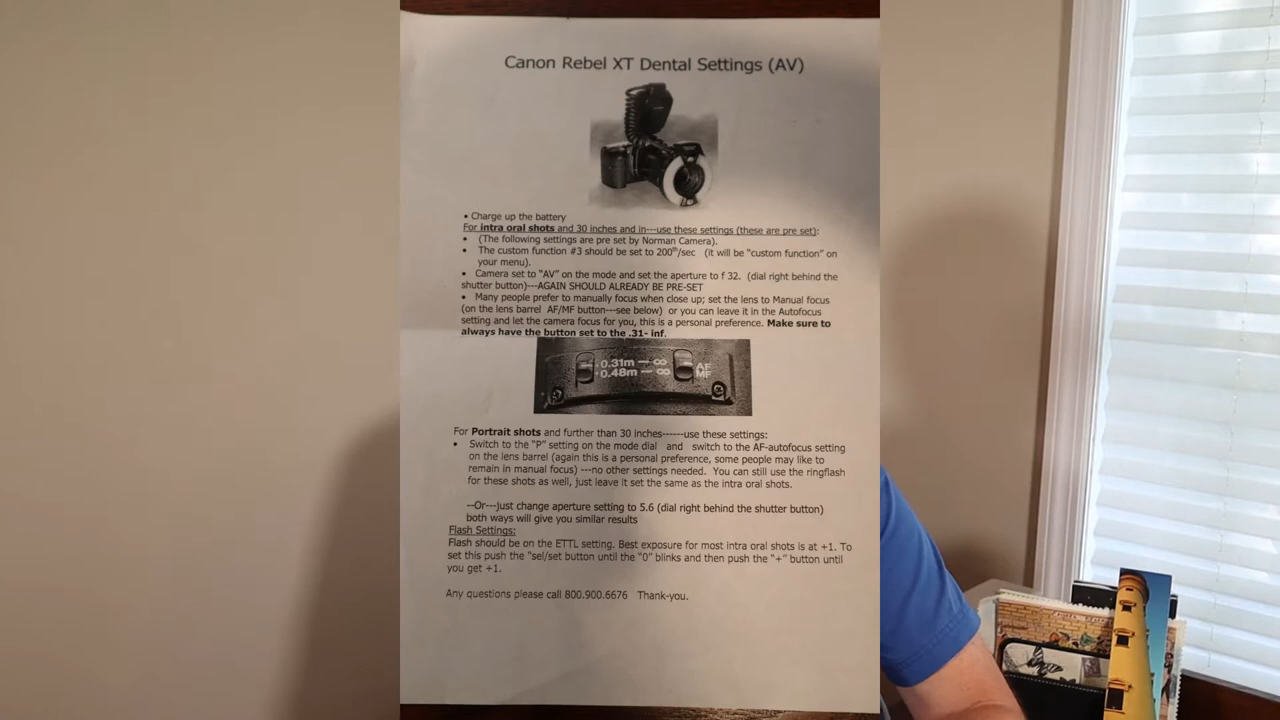 Canon Rebel XT Dental Settings (AV)
• Charge up the battery
For intra oral shots and 30 inches and in---use these settings (these are pre set):
• (The following settings are pre set by Norman Camera).
• The custom function #3 should be set to 200th/sec (it will be "custom function" on
your menu).
• Camera set to "AV" on the mode and set the aperture to f 32. (dial right behind the
shutter button)---AGAIN SHOULD ALREADY BE PRE-SET
• Many people prefer to manually focus when close up; set the lens to Manual focus
(on the lens barrel AF/MF button---see below) or you can leave it in the Autofocus
setting and let the camera focus for you, this is a personal preference. Make sure to
always have the button set to the .31- inf.
0.31m — ∞ AF
0.48m — ∞ MF
For Portrait shots and further than 30 inches------use these settings:
• Switch to the "P" setting on the mode dial and switch to the AF-autofocus setting
on the lens barrel (again this is a personal preference, some people may like to
remain in manual focus) ---no other settings needed. You can still use the ringflash
for these shots as well, just leave it set the same as the intra oral shots.
--Or---just change aperture setting to 5.6 (dial right behind the shutter button)
both ways will give you similar results
Flash Settings:
Flash should be on the ETTL setting. Best exposure for most intra oral shots is at +1. To
set this push the "sel/set button until the "0" blinks and then push the "+" button until
you get +1.
Any questions please call 800.900.6676 Thank-you.